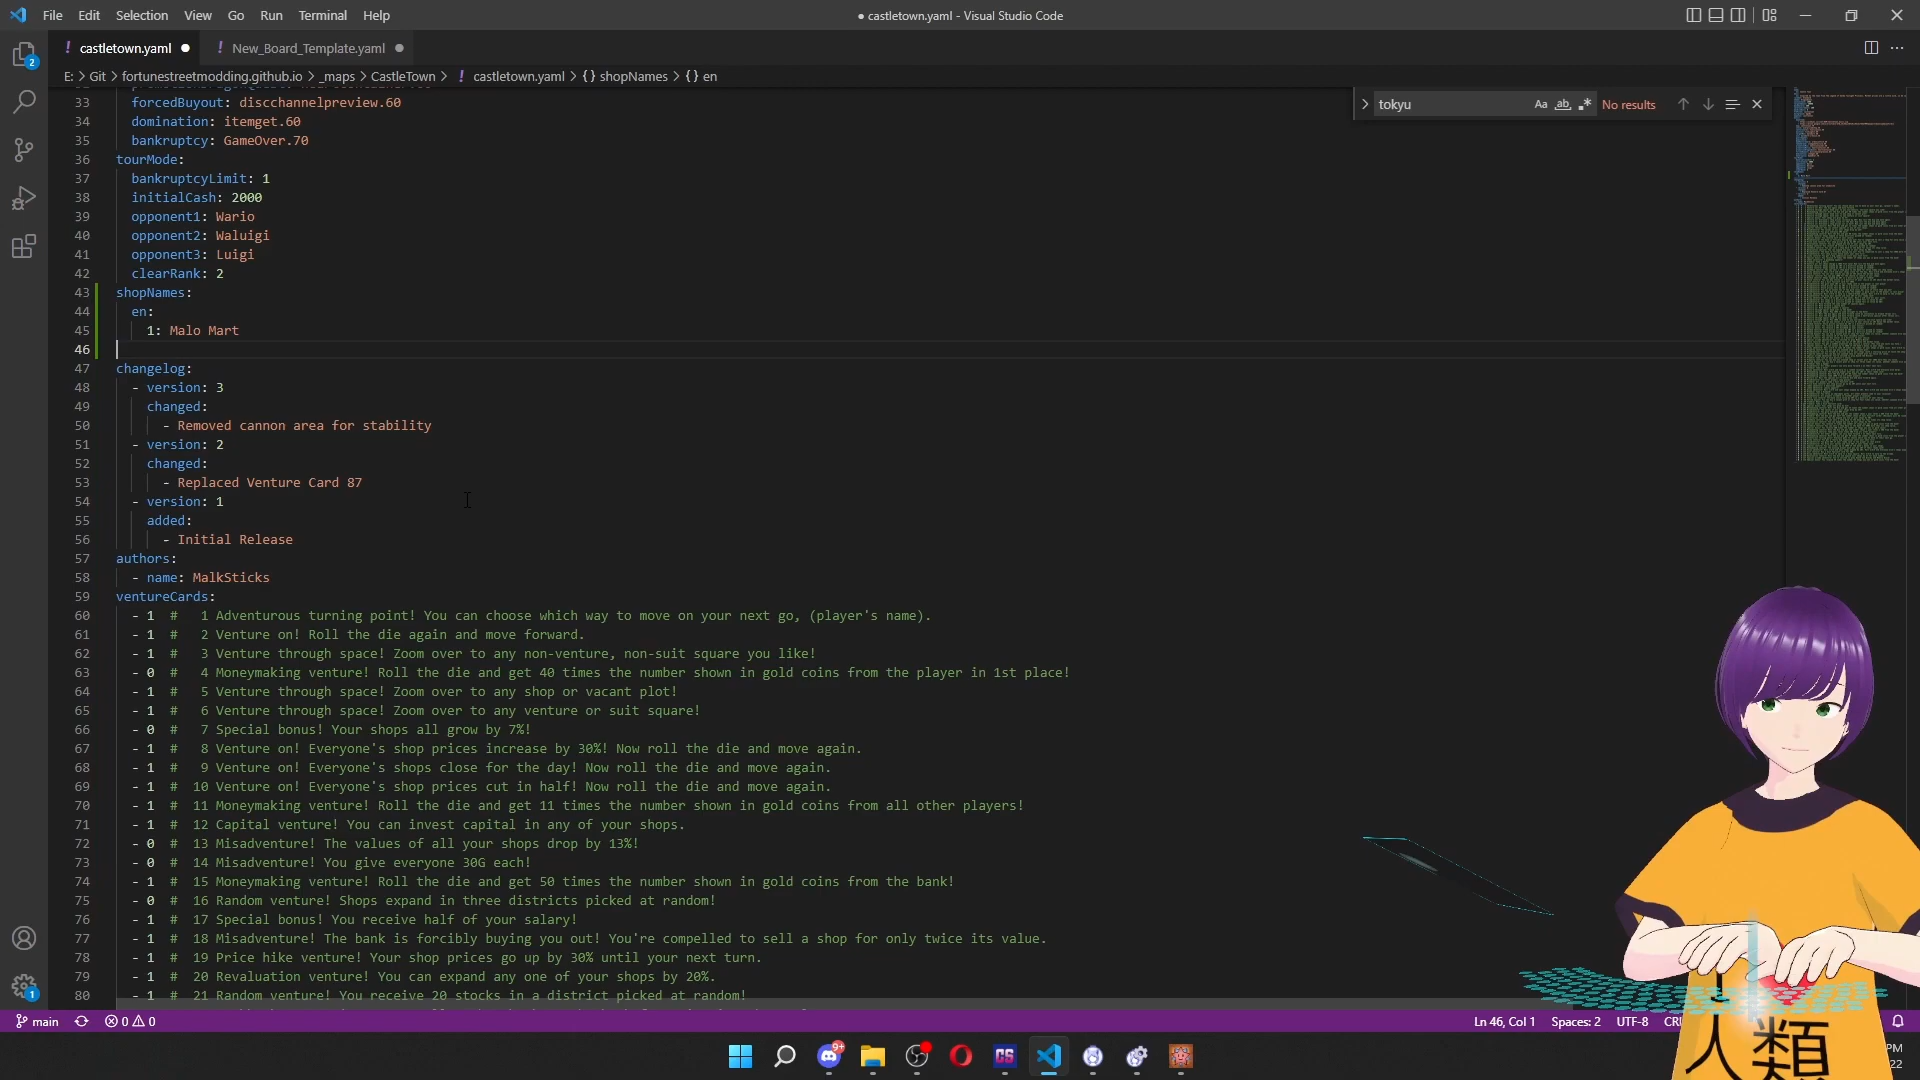 File Edit Selection View Go Run Terminal Help
● castletown.yaml - Visual Studio Code
! castletown.yaml ●
! New_Board_Template.yaml ●
E: > Git > fortunestreetmodding.github.io > _maps > CastleTown > ! castletown.yaml > {} shopNames > {} en
tokyu
Aa ab .*
No results
33 forcedBuyout: discchannelpreview.60
34 domination: itemget.60
35 bankruptcy: GameOver.70
36 tourMode:
37 bankruptcyLimit: 1
38 initialCash: 2000
39 opponent1: Wario
40 opponent2: Waluigi
41 opponent3: Luigi
42 clearRank: 2
43 shopNames:
44 en:
45 1: Malo Mart
46
47 changelog:
48 - version: 3
49 changed:
50 - Removed cannon area for stability
51 - version: 2
52 changed:
53 - Replaced Venture Card 87
54 - version: 1
55 added:
56 - Initial Release
57 authors:
58 - name: MalkSticks
59 ventureCards:
60 - 1 # 1 Adventurous turning point! You can choose which way to move on your next go, (player's name).
61 - 1 # 2 Venture on! Roll the die again and move forward.
62 - 1 # 3 Venture through space! Zoom over to any non-venture, non-suit square you like!
63 - 0 # 4 Moneymaking venture! Roll the die and get 40 times the number shown in gold coins from the player in 1st place!
64 - 1 # 5 Venture through space! Zoom over to any shop or vacant plot!
65 - 1 # 6 Venture through space! Zoom over to any venture or suit square!
66 - 0 # 7 Special bonus! Your shops all grow by 7%!
67 - 1 # 8 Venture on! Everyone's shop prices increase by 30%! Now roll the die and move again.
68 - 1 # 9 Venture on! Everyone's shops close for the day! Now roll the die and move again.
69 - 1 # 10 Venture on! Everyone's shop prices cut in half! Now roll the die and move again.
70 - 1 # 11 Moneymaking venture! Roll the die and get 11 times the number shown in gold coins from all other players!
71 - 1 # 12 Capital venture! You can invest capital in any of your shops.
72 - 0 # 13 Misadventure! The values of all your shops drop by 13%!
73 - 0 # 14 Misadventure! You give everyone 30G each!
74 - 1 # 15 Moneymaking venture! Roll the die and get 50 times the number shown in gold coins from the bank!
75 - 0 # 16 Random venture! Shops expand in three districts picked at random!
76 - 1 # 17 Special bonus! You receive half of your salary!
77 - 1 # 18 Misadventure! The bank is forcibly buying you out! You're compelled to sell a shop for only twice its value.
78 - 1 # 19 Price hike venture! Your shop prices go up by 30% until your next turn.
79 - 1 # 20 Revaluation venture! You can expand any one of your shops by 20%.
80 - 1 # 21 Random venture! You receive 20 stocks in a district picked at random!
2
1
main 0 0
Ln 46, Col 1 Spaces: 2 UTF-8
9+
CS
PM
22
人類